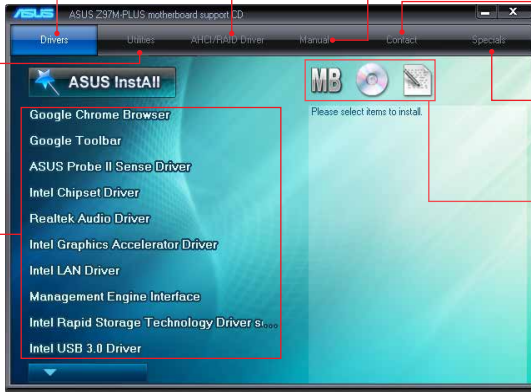 ASUS ASUS Z97M-PLUS motherboard support CD
Drivers Utilities AHCI/RAID Driver Manual Contact Specials
ASUS InstAll
MB
Please select items to install.
Google Chrome Browser
Google Toolbar
ASUS Probe II Sense Driver
Intel Chipset Driver
Realtek Audio Driver
Intel Graphics Accelerator Driver
Intel LAN Driver
Management Engine Interface
Intel Rapid Storage Technology Driver s...
Intel USB 3.0 Driver